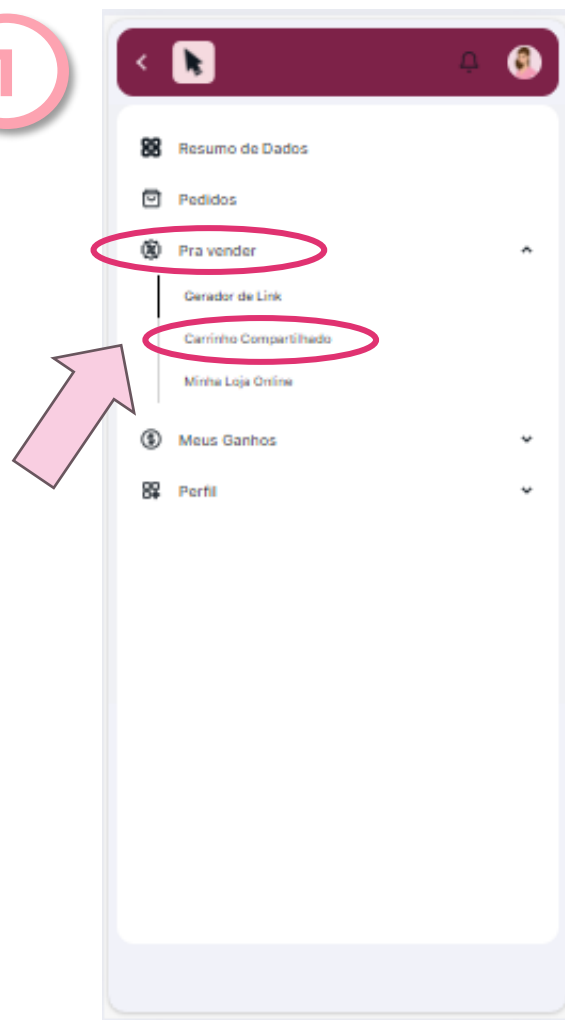 1
Resumo de Dados
Pedidos
Pra vender
Gerador de Link
Carrinho Compartilhado
Minha Loja Online
Meus Ganhos
Perfil